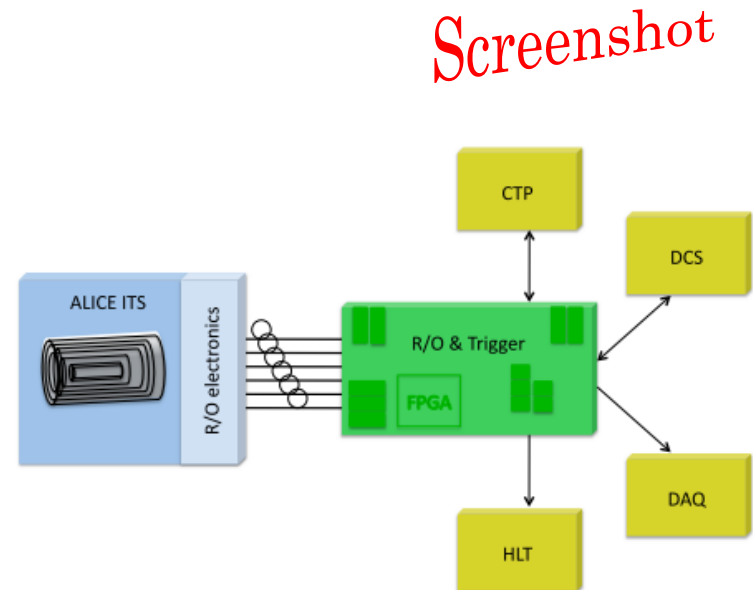 Screenshot
CTP
DCS
ALICE ITS
R/O electronics
R/O & Trigger
FPGA
DAQ
HLT